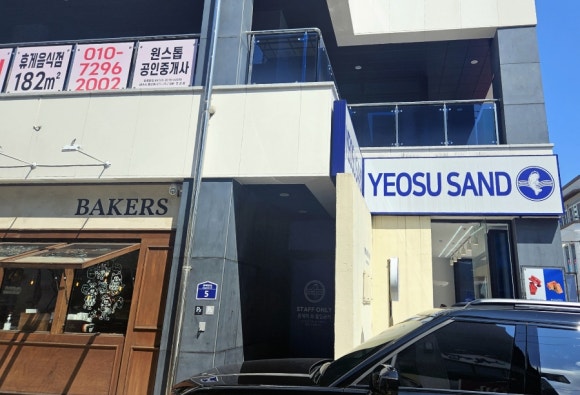 휴게음식점
182m²
010-
7296
2002
원스톱
공인중개사
YEOSU SAND
BAKERS
5
STAFF ONLY